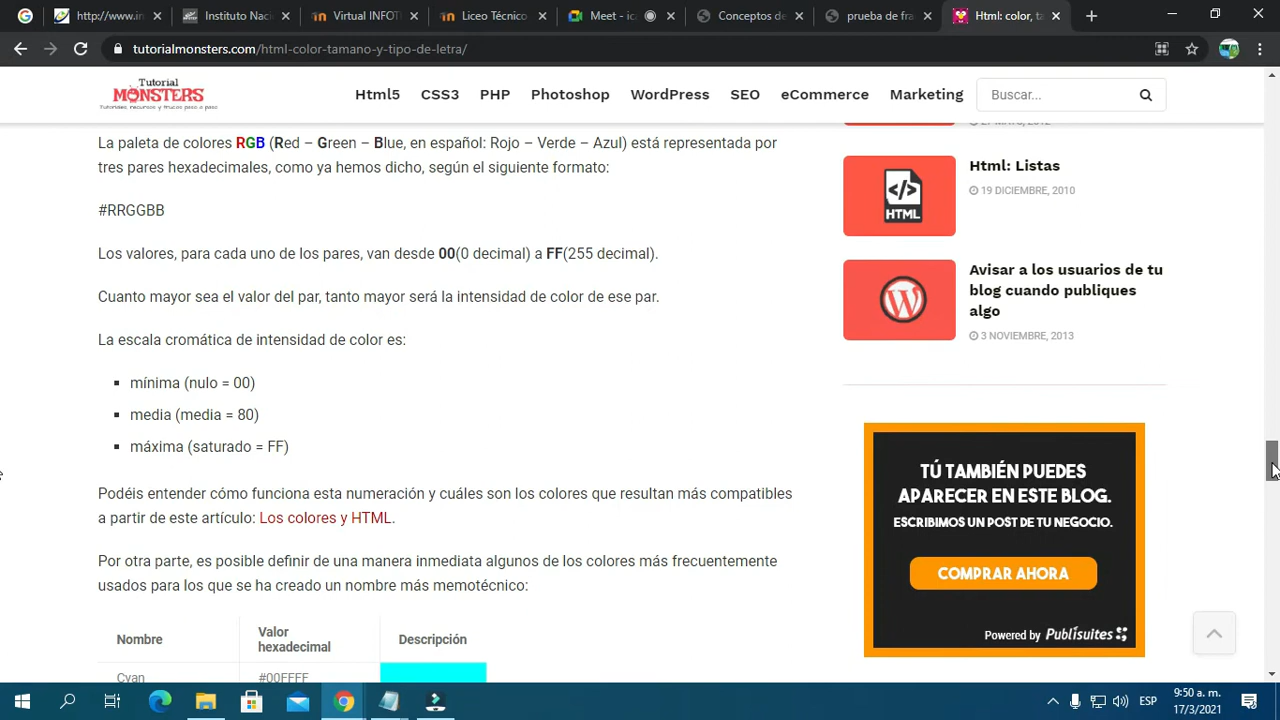 http://www.in
Instituto Nac
Virtual INFOT
Liceo Técnico
Meet - ic
Conceptos de
prueba de fra
Html: color, ta
tutorialmonsters.com/html-color-tamano-y-tipo-de-letra/
Tutorial
MONSTERS
Html5 CSS3 PHP Photoshop WordPress SEO eCommerce Marketing Buscar...
La paleta de colores RGB (Red – Green – Blue, en español: Rojo – Verde – Azul) está representada por
tres pares hexadecimales, como ya hemos dicho, según el siguiente formato:
#RRGGBB
Los valores, para cada uno de los pares, van desde 00(0 decimal) a FF(255 decimal).
Cuanto mayor sea el valor del par, tanto mayor será la intensidad de color de ese par.
La escala cromática de intensidad de color es:
mínima (nulo = 00)
media (media = 80)
máxima (saturado = FF)
Podéis entender cómo funciona esta numeración y cuáles son los colores que resultan más compatibles
a partir de este artículo: Los colores y HTML.
Por otra parte, es posible definir de una manera inmediata algunos de los colores más frecuentemente
usados para los que se ha creado un nombre más memotécnico:
Nombre
Valor
hexadecimal
Descripción
Cyan #00FFFF
27 MAYO, 2012
HTML
Html: Listas
19 DICIEMBRE, 2010
Avisar a los usuarios de tu
blog cuando publiques
algo
3 NOVIEMBRE, 2013
TÚ TAMBIÉN PUEDES
APARECER EN ESTE BLOG.
ESCRIBIMOS UN POST DE TU NEGOCIO.
COMPRAR AHORA
Powered by Publisuites
ESP
9:50 a. m.
17/3/2021